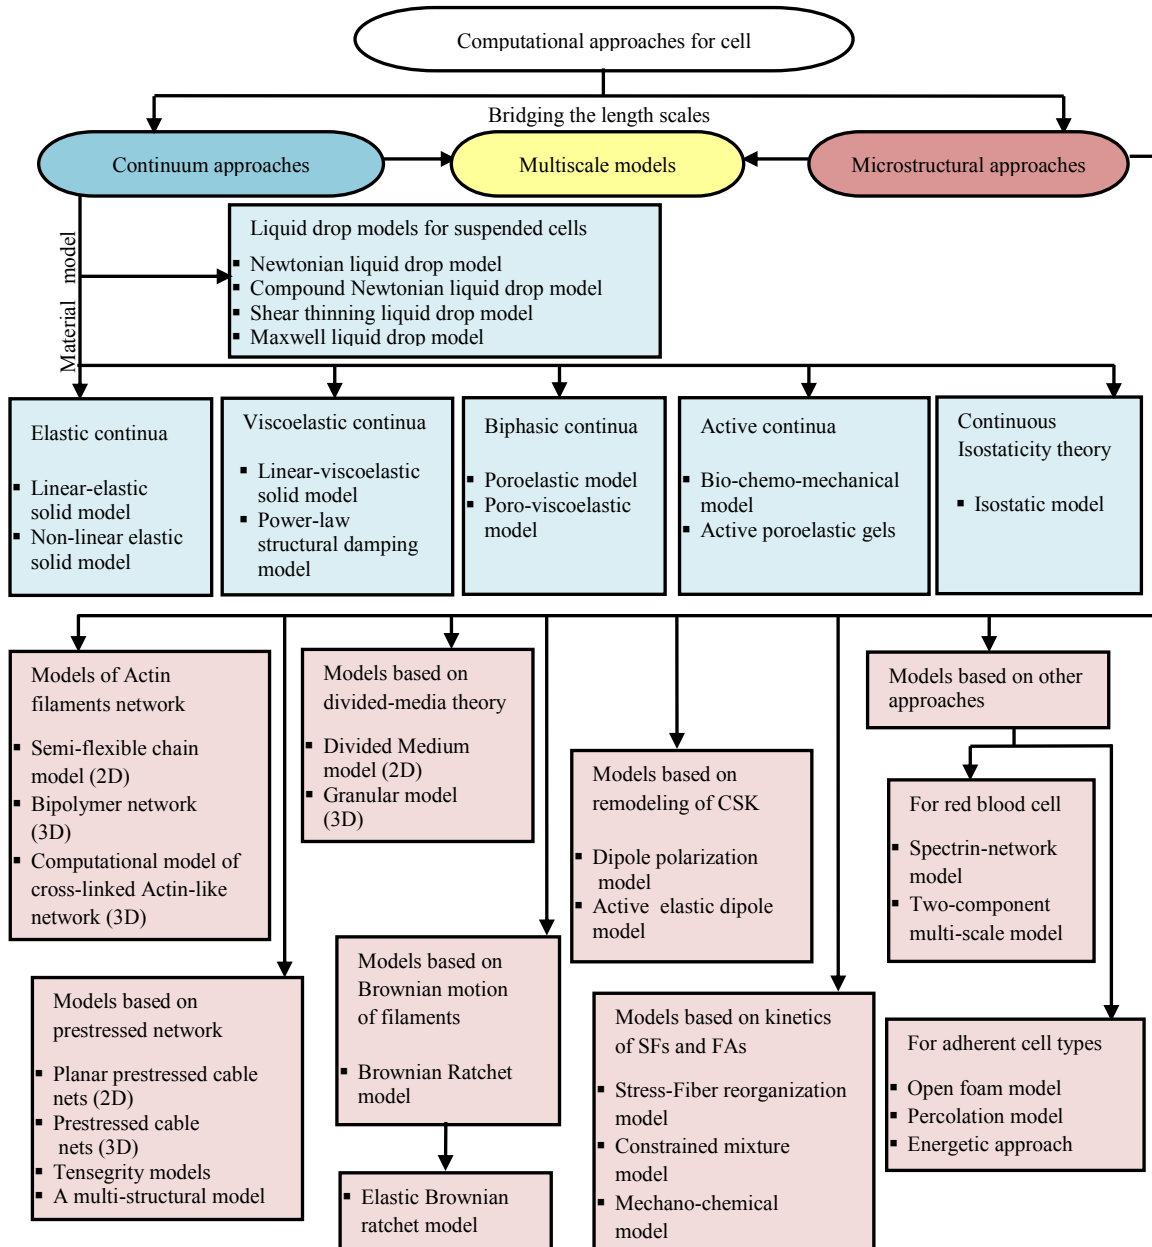 Computational approaches for cell
Bridging the length scales
Continuum approaches
Multiscale models
Microstructural approaches
Material model
Liquid drop models for suspended cells
▪ Newtonian liquid drop model
▪ Compound Newtonian liquid drop model
▪ Shear thinning liquid drop model
▪ Maxwell liquid drop model
Elastic continua
▪ Linear-elastic
solid model
▪ Non-linear elastic
solid model
Viscoelastic continua
▪ Linear-viscoelastic
solid model
▪ Power-law
structural damping
model
Biphasic continua
▪ Poroelastic model
▪ Poro-viscoelastic
model
Active continua
▪ Bio-chemo-mechanical
model
▪ Active poroelastic gels
Continuous
Isostaticity theory
▪ Isostatic model
Models of Actin
filaments network
▪ Semi-flexible chain
model (2D)
▪ Bipolymer network
(3D)
▪ Computational model of
cross-linked Actin-like
network (3D)
Models based on
prestressed network
▪ Planar prestressed cable
nets (2D)
▪ Prestressed cable
nets (3D)
▪ Tensegrity models
▪ A multi-structural model
Models based on
divided-media theory
▪ Divided Medium
model (2D)
▪ Granular model
(3D)
Models based on
Brownian motion
of filaments
▪ Brownian Ratchet
model
▪ Elastic Brownian
ratchet model
Models based on
remodeling of CSK
▪ Dipole polarization
model
▪ Active elastic dipole
model
Models based on kinetics
of SFs and FAs
▪ Stress-Fiber reorganization
model
▪ Constrained mixture
model
▪ Mechano-chemical
model
Models based on other
approaches
For red blood cell
▪ Spectrin-network
model
▪ Two-component
multi-scale model
For adherent cell types
▪ Open foam model
▪ Percolation model
▪ Energetic approach